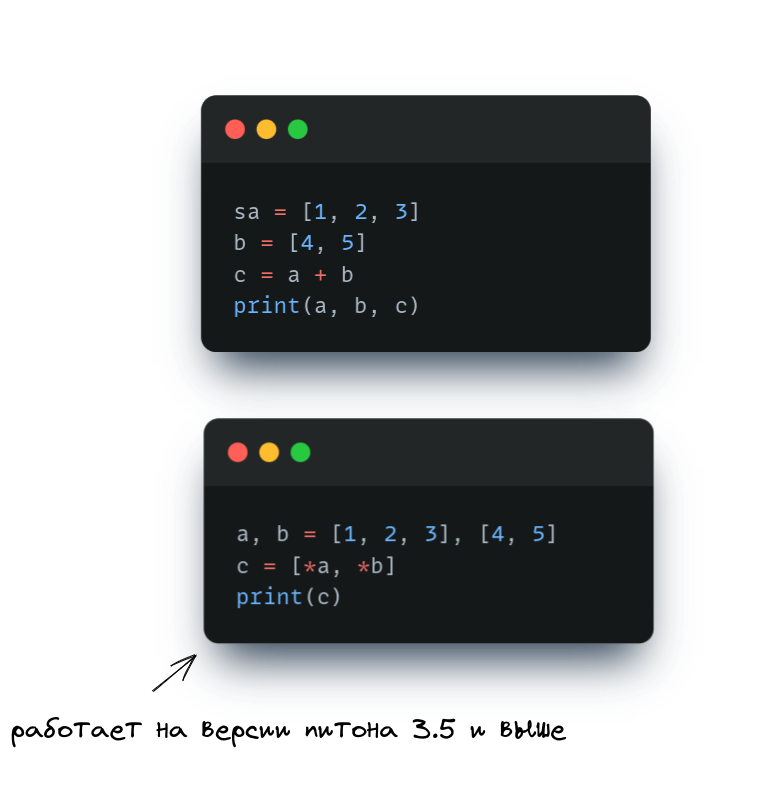 sa = [1, 2, 3]
b = [4, 5]
c = a + b
print(a, b, c)
a, b = [1, 2, 3], [4, 5]
c = [*a, *b]
print(c)
работает на версии питона 3.5 и выше